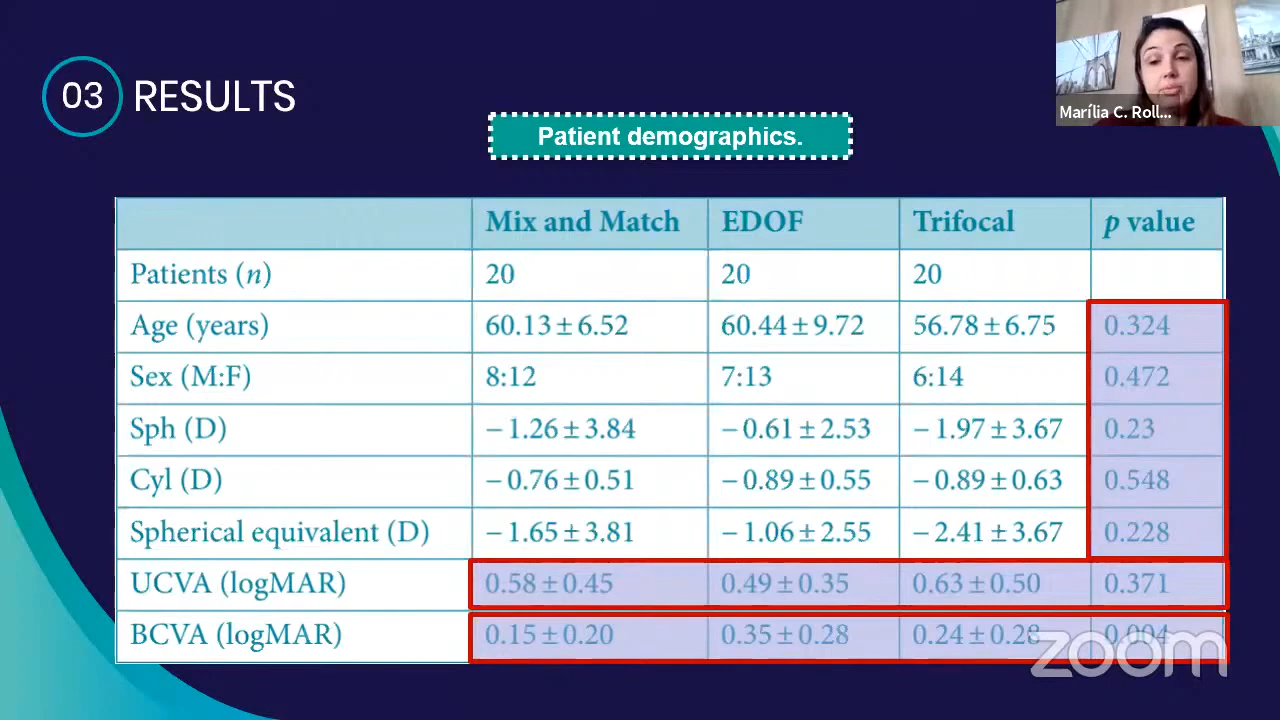 03 RESULTS
Marília C. Roll...
Patient demographics.
Mix and Match EDOF Trifocal p value
Patients (n) 20 20 20
Age (years) 60.13 ± 6.52 60.44 ± 9.72 56.78 ± 6.75 0.324
Sex (M:F) 8:12 7:13 6:14 0.472
Sph (D) −1.26 ± 3.84 −0.61 ± 2.53 −1.97 ± 3.67 0.23
Cyl (D) −0.76 ± 0.51 −0.89 ± 0.55 −0.89 ± 0.63 0.548
Spherical equivalent (D) −1.65 ± 3.81 −1.06 ± 2.55 −2.41 ± 3.67 0.228
UCVA (logMAR) 0.58 ± 0.45 0.49 ± 0.35 0.63 ± 0.50 0.371
BCVA (logMAR) 0.15 ± 0.20 0.35 ± 0.28 0.24 ± 0.28 0.004
zoom